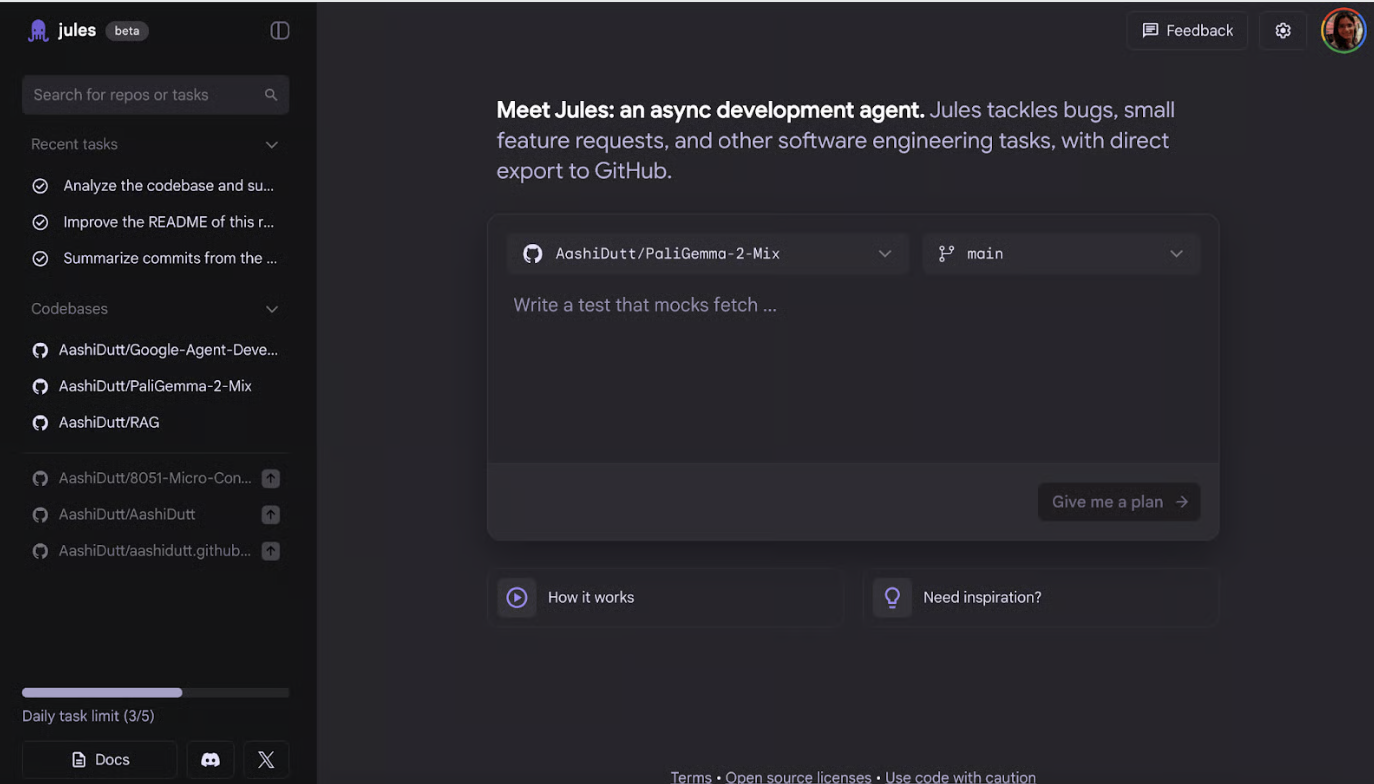 jules beta
Feedback
Search for repos or tasks
Recent tasks
Analyze the codebase and su...
Improve the README of this r...
Summarize commits from the ...
Codebases
AashiDutt/Google-Agent-Deve...
AashiDutt/PaliGemma-2-Mix
AashiDutt/RAG
AashiDutt/8051-Micro-Con...
AashiDutt/AashiDutt
AashiDutt/aashidutt.github...
Daily task limit (3/5)
Docs
Meet Jules: an async development agent. Jules tackles bugs, small
feature requests, and other software engineering tasks, with direct
export to GitHub.
AashiDutt/PaliGemma-2-Mix
main
Write a test that mocks fetch ...
Give me a plan
How it works
Need inspiration?
Terms • Open source licenses • Use code with caution